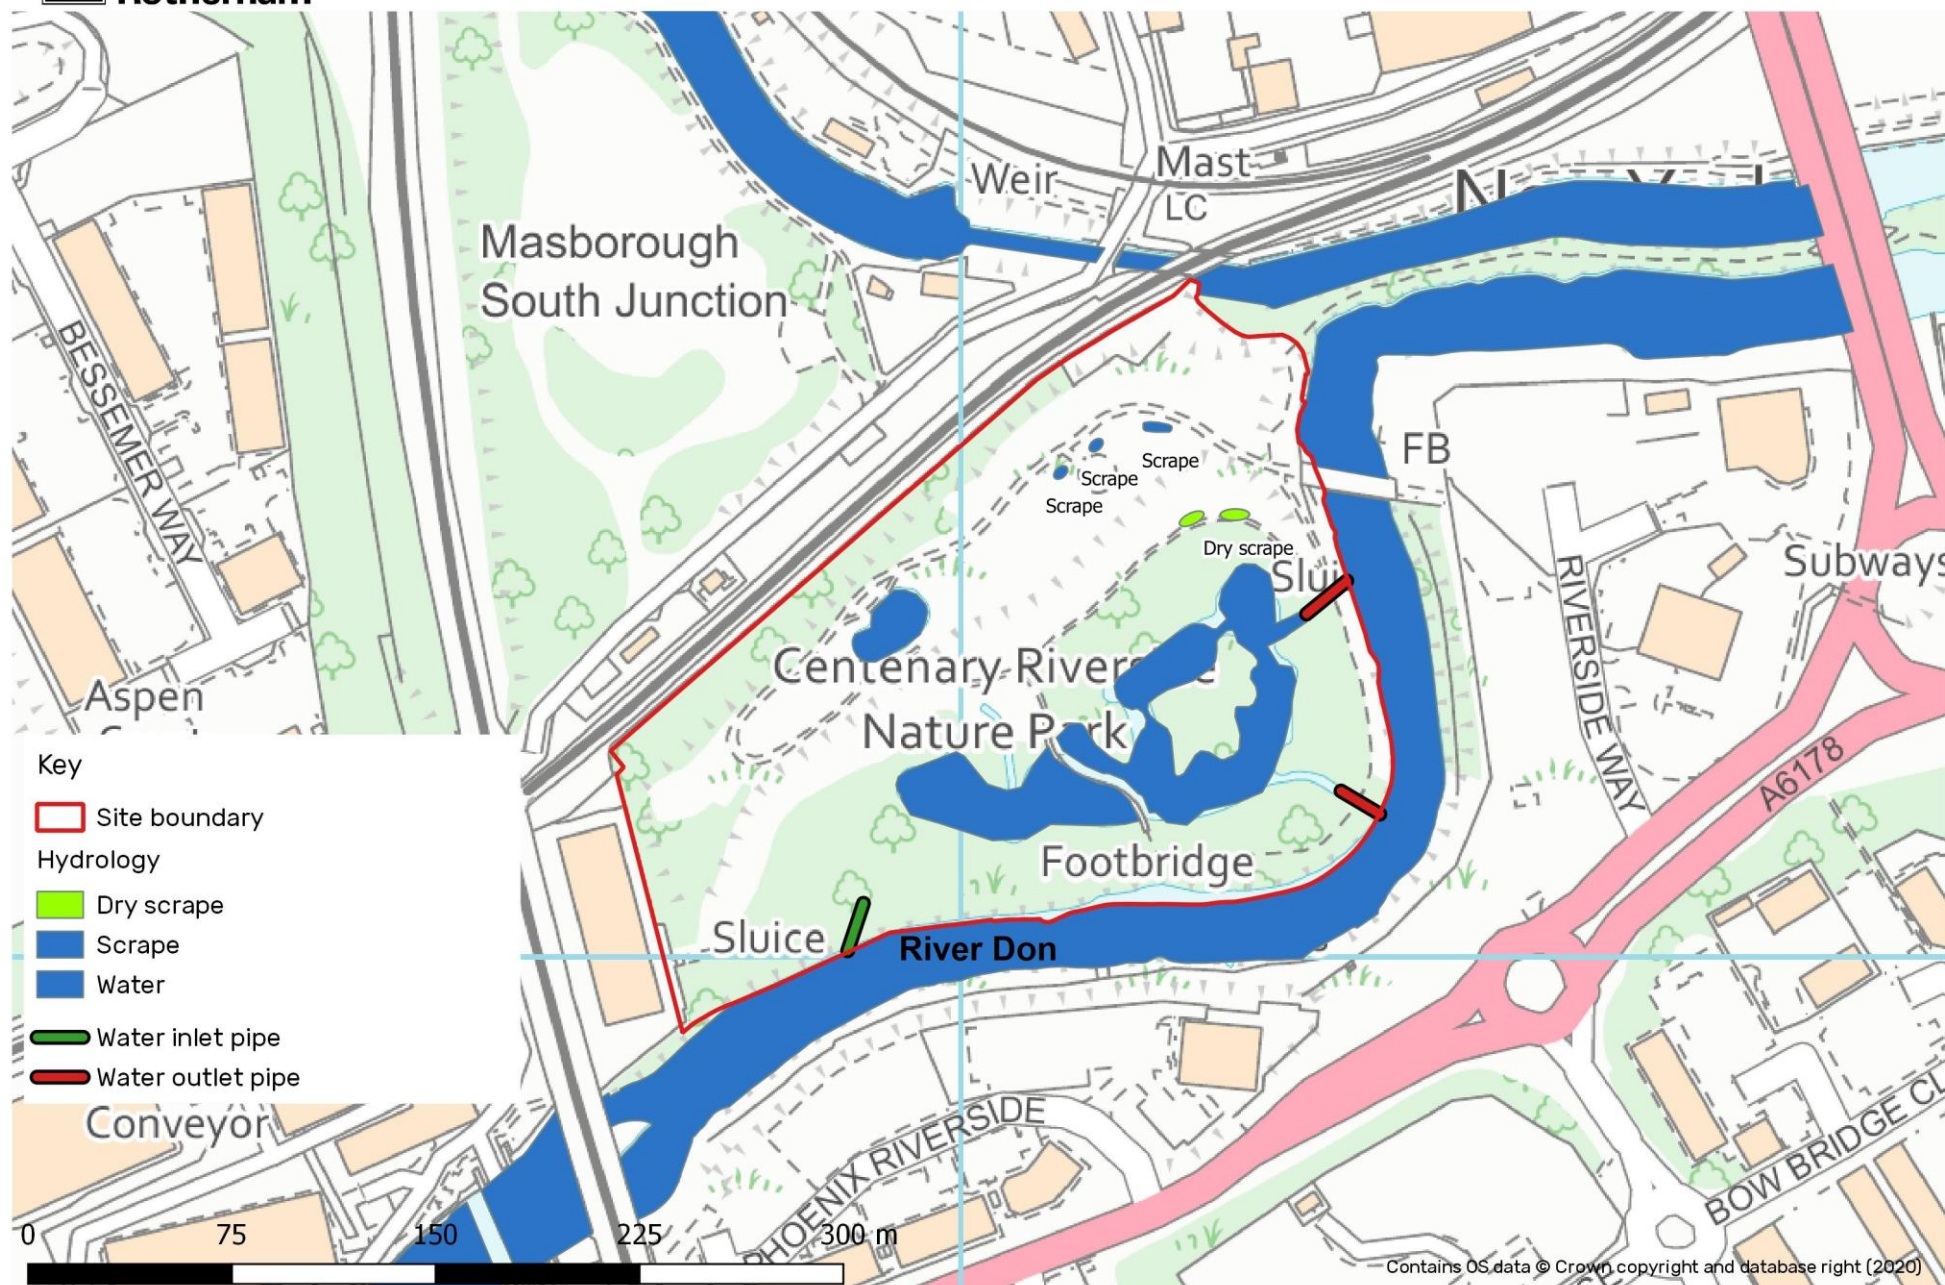 Weir
Mast
LC
Masborough
South Junction
BESSEMER WAY
FB
Scrape
Scrape
Scrape
Dry scrape
Slui
Subways
RIVERSIDE WAY
Centenary Riverside
Nature Park
Aspen
Key
Site boundary
Hydrology
Dry scrape
Scrape
Water
Water inlet pipe
Water outlet pipe
A6178
Footbridge
Sluice
River Don
Conveyor
PHOENIX RIVERSIDE
BOW BRIDGE CL
0 75 150 225 300 m
Contains OS data © Crown copyright and database right (2020)